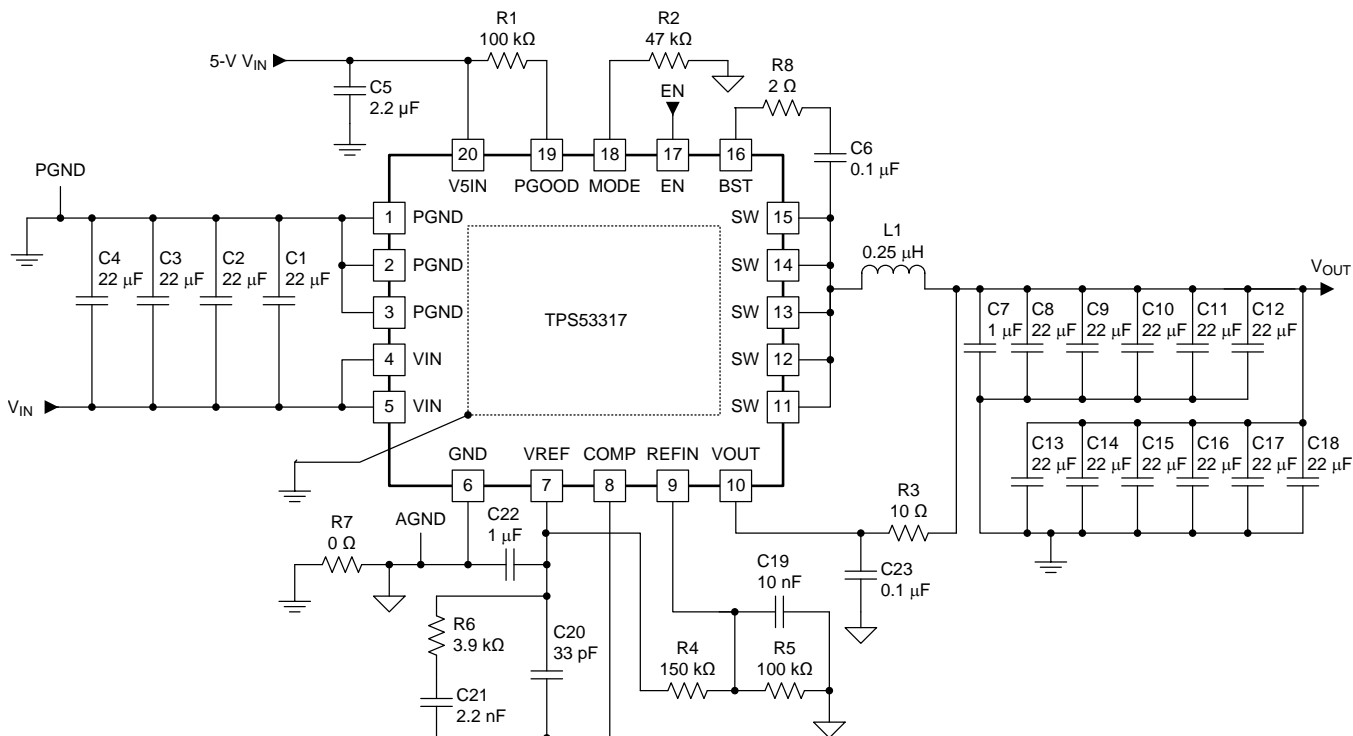 R1
100 kΩ
R2
47 kΩ
5-V VIN
C5
2.2 µF
EN
R8
2 Ω
C6
0.1 µF
20
19
18
17
16
V5IN
PGOOD
MODE
EN
BST
PGND
1
PGND
2
PGND
3
PGND
4
VIN
5
VIN
C4
22 µF
C3
22 µF
C2
22 µF
C1
22 µF
VIN
TPS53317
SW
15
SW
14
SW
13
SW
12
SW
11
L1
0.25 µH
VOUT
C7
1 µF
C8
22 µF
C9
22 µF
C10
22 µF
C11
22 µF
C12
22 µF
C13
22 µF
C14
22 µF
C15
22 µF
C16
22 µF
C17
22 µF
C18
22 µF
GND
VREF
COMP
REFIN
VOUT
6
7
8
9
10
R3
10 Ω
AGND
C22
1 µF
R7
0 Ω
C19
10 nF
C23
0.1 µF
R6
3.9 kΩ
C20
33 pF
R4
150 kΩ
R5
100 kΩ
C21
2.2 nF